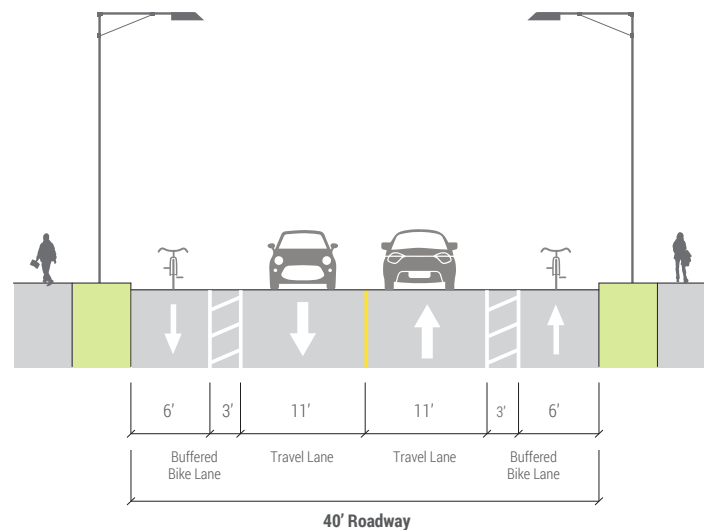 6’ 3’ 11’ 11’ 3’ 6’
Buffered
Bike Lane
Travel Lane
Travel Lane
Buffered
Bike Lane
40’ Roadway